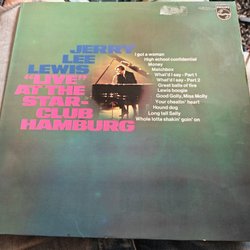 JERRY
LEE
LEWIS
"LIVE"
AT THE
STAR-
CLUB
HAMBURG
I got a woman
High school confidential
Money
Matchbox
What'd I say - Part 1
What'd I say - Part 2
Great balls of fire
Lewis boogie
Good Golly, Miss Molly
Your cheatin' heart
Hound dog
Long tall Sally
Whole lotta shakin' goin' on
PHILIPS